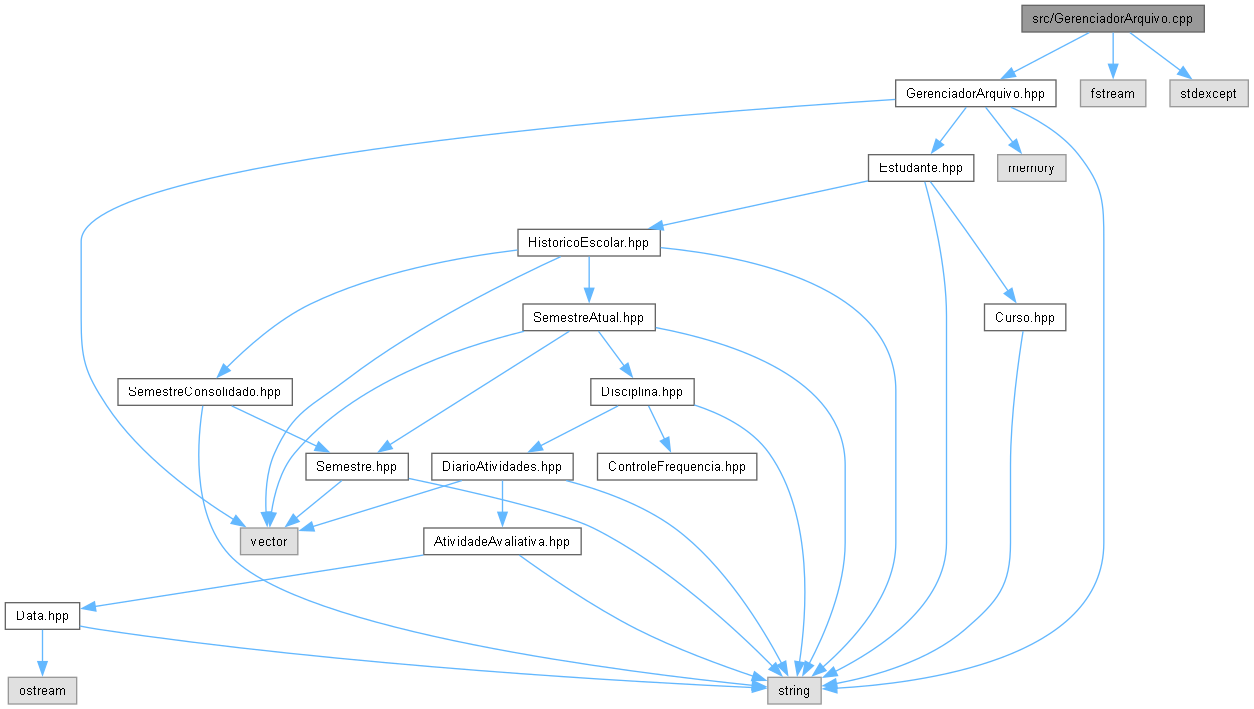 src/GerenciadorArquivo.cpp
GerenciadorArquivo.hpp
fstream
stdexcept
Estudante.hpp
memory
HistoricoEscolar.hpp
SemestreAtual.hpp
Curso.hpp
SemestreConsolidado.hpp
Disciplina.hpp
Semestre.hpp
DiarioAtividades.hpp
ControleFrequencia.hpp
vector
AtividadeAvaliativa.hpp
Data.hpp
ostream
string